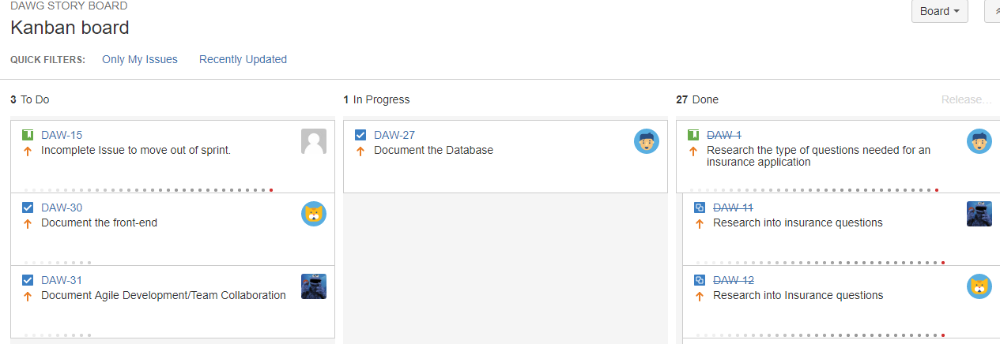 DAWG STORY BOARD
Kanban board
Board
QUICK FILTERS: Only My Issues Recently Updated
3 To Do
1 In Progress
27 Done
Release...
DAW-15
Incomplete Issue to move out of sprint.
DAW-30
Document the front-end
DAW-31
Document Agile Development/Team Collaboration
DAW-27
Document the Database
DAW-1
Research the type of questions needed for an
insurance application
DAW-11
Research into insurance questions
DAW-12
Research into Insurance questions